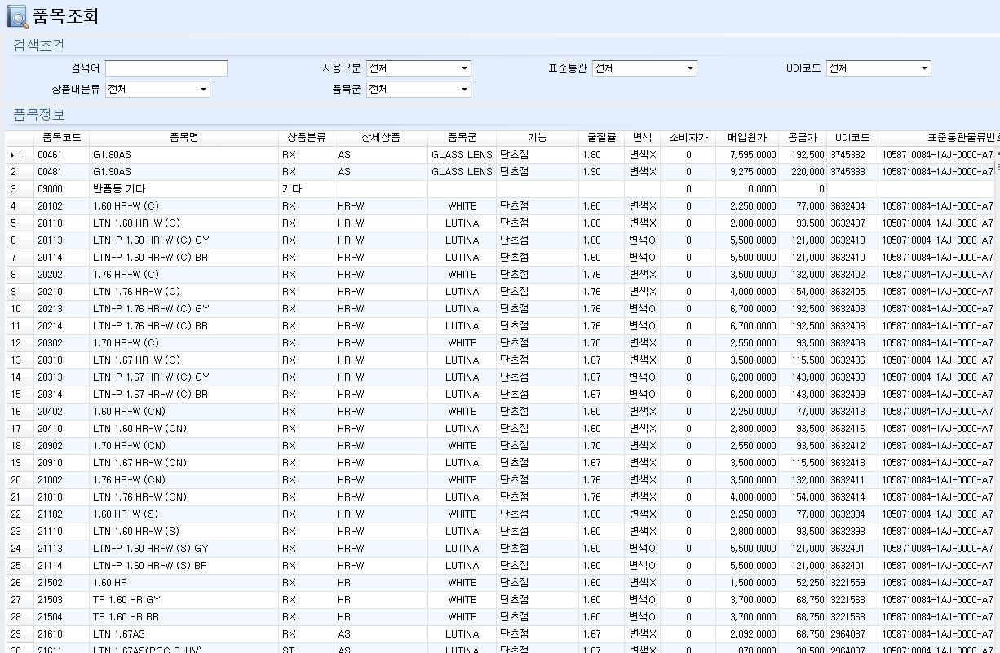 품목조회
검색조건
검색어 사용구분 전체 표준통관 전체 UDI코드 전체
상품대분류 전체 품목군 전체
품목정보
품목코드 품목명 상품분류 상세상품 품목군 기능 굴절률 변색 소비자가 매입원가 공급가 UDI코드 표준통관물류번호
1 00461 G1.80AS RX AS GLASS LENS 단초점 1.80 변색X 0 7,595.0000 192,500 3745382 1058710084-1AJ-0000-A7
2 00481 G1.90AS RX AS GLASS LENS 단초점 1.90 변색X 0 9,275.0000 220,000 3745383 1058710084-1AJ-0000-A7
3 09000 반품등 기타 기타 0 0.0000 0
4 20102 1.60 HR-W (C) RX HR-W WHITE 단초점 1.60 변색X 0 2,250.0000 77,000 3632404 1058710084-1AJ-0000-A7
5 20110 LTN 1.60 HR-W (C) RX HR-W LUTINA 단초점 1.60 변색X 0 2,800.0000 93,500 3632407 1058710084-1AJ-0000-A7
6 20113 LTN-P 1.60 HR-W (C) GY RX HR-W LUTINA 단초점 1.60 변색O 0 5,500.0000 121,000 3632410 1058710084-1AJ-0000-A7
7 20114 LTN-P 1.60 HR-W (C) BR RX HR-W LUTINA 단초점 1.60 변색O 0 5,500.0000 121,000 3632410 1058710084-1AJ-0000-A7
8 20202 1.76 HR-W (C) RX HR-W WHITE 단초점 1.76 변색X 0 3,500.0000 132,000 3632402 1058710084-1AJ-0000-A7
9 20210 LTN 1.76 HR-W (C) RX HR-W LUTINA 단초점 1.76 변색X 0 4,000.0000 154,000 3632405 1058710084-1AJ-0000-A7
10 20213 LTN-P 1.76 HR-W (C) GY RX HR-W LUTINA 단초점 1.76 변색O 0 6,700.0000 192,500 3632408 1058710084-1AJ-0000-A7
11 20214 LTN-P 1.76 HR-W (C) BR RX HR-W LUTINA 단초점 1.76 변색O 0 6,700.0000 192,500 3632408 1058710084-1AJ-0000-A7
12 20302 1.70 HR-W (C) RX HR-W WHITE 단초점 1.70 변색X 0 2,550.0000 93,500 3632403 1058710084-1AJ-0000-A7
13 20310 LTN 1.67 HR-W (C) RX HR-W LUTINA 단초점 1.67 변색X 0 3,500.0000 115,500 3632406 1058710084-1AJ-0000-A7
14 20313 LTN-P 1.67 HR-W (C) GY RX HR-W LUTINA 단초점 1.67 변색O 0 6,200.0000 143,000 3632409 1058710084-1AJ-0000-A7
15 20314 LTN-P 1.67 HR-W (C) BR RX HR-W LUTINA 단초점 1.67 변색O 0 6,200.0000 143,000 3632409 1058710084-1AJ-0000-A7
16 20402 1.60 HR-W (CN) RX HR-W WHITE 단초점 1.60 변색X 0 2,250.0000 77,000 3632413 1058710084-1AJ-0000-A7
17 20410 LTN 1.60 HR-W (CN) RX HR-W LUTINA 단초점 1.60 변색X 0 2,800.0000 93,500 3632416 1058710084-1AJ-0000-A7
18 20902 1.70 HR-W (CN) RX HR-W WHITE 단초점 1.70 변색X 0 2,550.0000 93,500 3632412 1058710084-1AJ-0000-A7
19 20910 LTN 1.67 HR-W (CN) RX HR-W LUTINA 단초점 1.67 변색X 0 3,500.0000 115,500 3632418 1058710084-1AJ-0000-A7
20 21002 1.76 HR-W (CN) RX HR-W WHITE 단초점 1.76 변색X 0 3,500.0000 132,000 3632411 1058710084-1AJ-0000-A7
21 21010 LTN 1.76 HR-W (CN) RX HR-W LUTINA 단초점 1.76 변색X 0 4,000.0000 154,000 3632414 1058710084-1AJ-0000-A7
22 21102 1.60 HR-W (S) RX HR-W WHITE 단초점 1.60 변색X 0 2,250.0000 77,000 3632394 1058710084-1AJ-0000-A7
23 21110 LTN 1.60 HR-W (S) RX HR-W LUTINA 단초점 1.60 변색X 0 2,800.0000 93,500 3632398 1058710084-1AJ-0000-A7
24 21113 LTN-P 1.60 HR-W (S) GY RX HR-W LUTINA 단초점 1.60 변색O 0 5,500.0000 121,000 3632401 1058710084-1AJ-0000-A7
25 21114 LTN-P 1.60 HR-W (S) BR RX HR-W LUTINA 단초점 1.60 변색O 0 5,500.0000 121,000 3632401 1058710084-1AJ-0000-A7
26 21502 1.60 HR RX HR WHITE 단초점 1.60 변색X 0 1,500.0000 52,250 3221559 1058710084-1AJ-0000-A7
27 21503 TR 1.60 HR GY RX HR WHITE 단초점 1.60 변색O 0 3,700.0000 68,750 3221568 1058710084-1AJ-0000-A7
28 21504 TR 1.60 HR BR RX HR WHITE 단초점 1.60 변색O 0 3,700.0000 68,750 3221568 1058710084-1AJ-0000-A7
29 21610 LTN 1.67AS RX AS LUTINA 단초점 1.67 변색X 0 2,092.0000 68,750 2964087 1058710084-1AJ-0000-A7
30 21611 LTN 1.67AS(PGC P-UV) ST AS LUTINA 단초점 1.67 변색X 0 870.0000 38,500 2964087 1058710084-1AJ-0000-A7